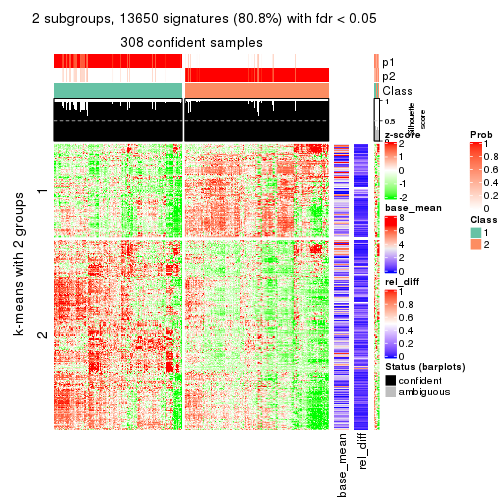 2 subgroups, 13650 signatures (80.8%) with fdr < 0.05
308 confident samples
p1
p2
Class
1
0.5
0
Silhouette
score
k-means with 2 groups
1
2
base_mean
rel_diff
z-score
2
1
0
-1
-2
base_mean
8
6
4
2
0
rel_diff
1
0.8
0.6
0.4
0.2
0
Status (barplots)
confident
ambiguous
Prob
1
0.8
0.6
0.4
0.2
0
Class
1
2